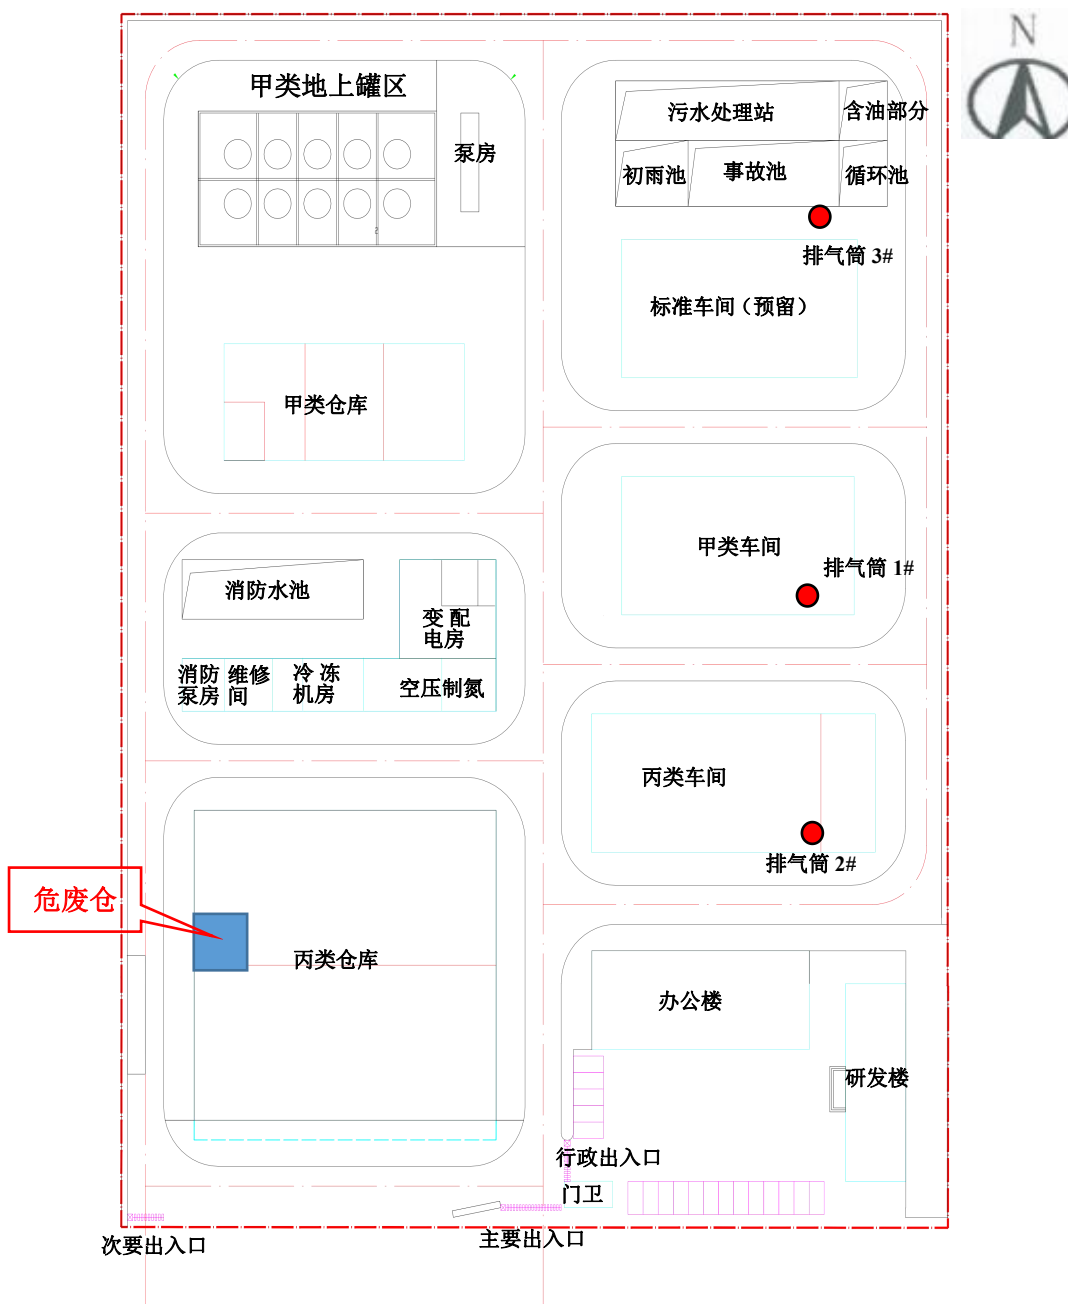 N
甲类地上罐区
泵房
污水处理站
含油部分
初雨池
事故池
循环池
排气筒 3#
标准车间（预留）
甲类仓库
甲类车间
排气筒 1#
消防水池
变 配
电房
消防
泵房
维修
间
冷 冻
机房
空压制氮
丙类车间
排气筒 2#
危废仓
丙类仓库
办公楼
研发楼
行政出入口
门卫
主要出入口
次要出入口